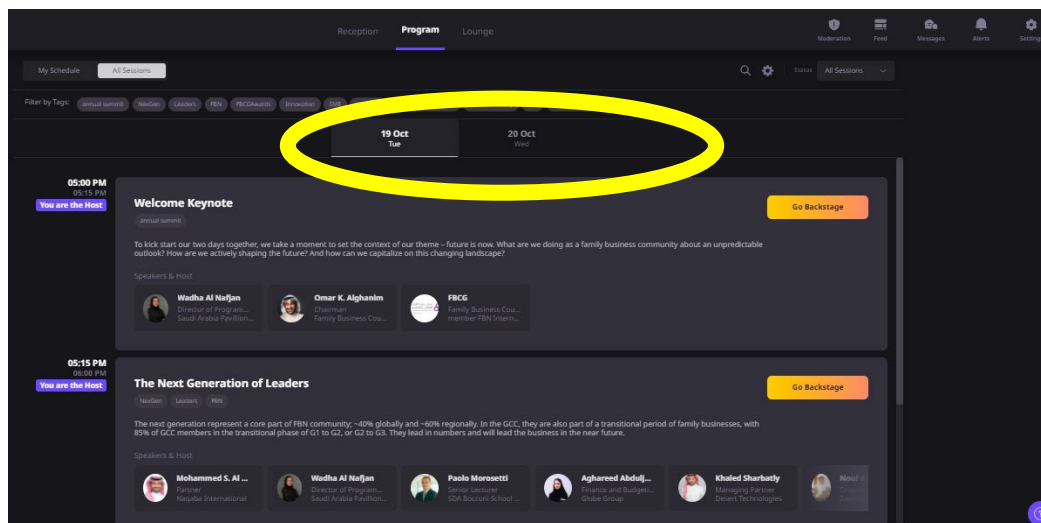 Reception Program Lounge
Moderation Feed Messages Alerts Setting
My Schedule All Sessions
Status All Sessions
Filter by Tags: annual summit NexGen Leaders FBN FBCGAwards Innovation SME
19 Oct
Tue
20 Oct
Wed
05:00 PM
05:15 PM
You are the Host
Welcome Keynote
annual summit
Go Backstage
To kick start our two days together, we take a moment to set the context of our theme – future is now. What are we doing as a family business community about an unpredictable
outlook? How are we actively shaping the future? And how can we capitalize on this changing landscape?
Speakers & Host
Wadha Al Nafjan
Director of Program...
Saudi Arabia Pavillion...
Omar K. Alghanim
Chairman
Family Business Cou...
FBCG
Family Business Cou...
member FBN Intern...
05:15 PM
06:00 PM
You are the Host
The Next Generation of Leaders
NexGen Leaders FBN
Go Backstage
The next generation represent a core part of FBN community; ~40% globally and ~60% regionally. In the GCC, they are also part of a transitional period of family businesses, with
85% of GCC members in the transitional phase of G1 to G2, or G2 to G3. They lead in numbers and will lead the business in the near future.
Speakers & Host
Mohammed S. Al ...
Partner
Naqaba International
Wadha Al Nafjan
Director of Program...
Saudi Arabia Pavillion...
Paolo Morosetti
Senior Lecturer
SDA Bocconi School ...
Aghareed Abdulj...
Finance and Budgeti...
Globe Group
Khaled Sharbatly
Managing Partner
Desert Technologies
Nouf